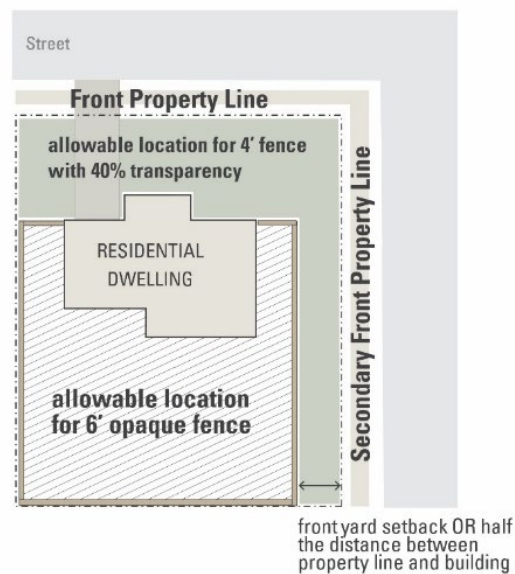 Street
Front Property Line
allowable location for 4' fence
with 40% transparency
Secondary Front Property Line
RESIDENTIAL
DWELLING
allowable location
for 6' opaque fence
front yard setback OR half
the distance between
property line and building